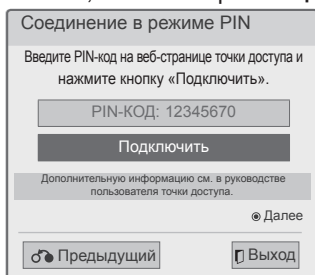 Соединение в режиме PIN
Введите PIN-код на веб-странице точки доступа и
нажмите кнопку «Подключить».
PIN-КОД: 12345670
Подключить
Дополнительную информацию см. в руководстве
пользователя точки доступа.
Далее
Предыдущий
Выход